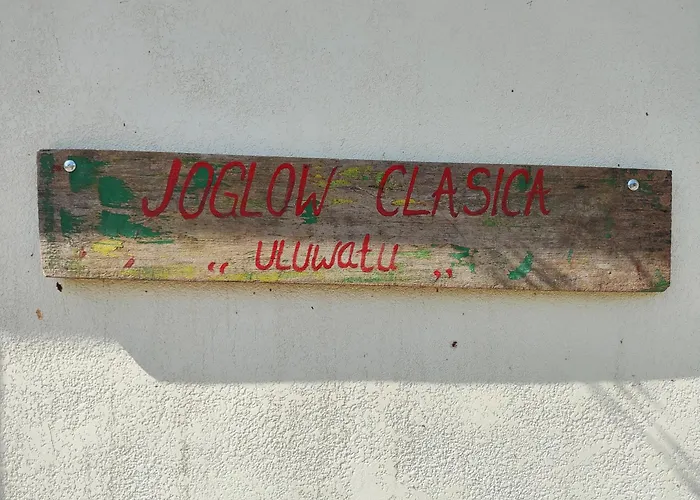 JOGLOW CLASICA
,, ULUWatU ,,